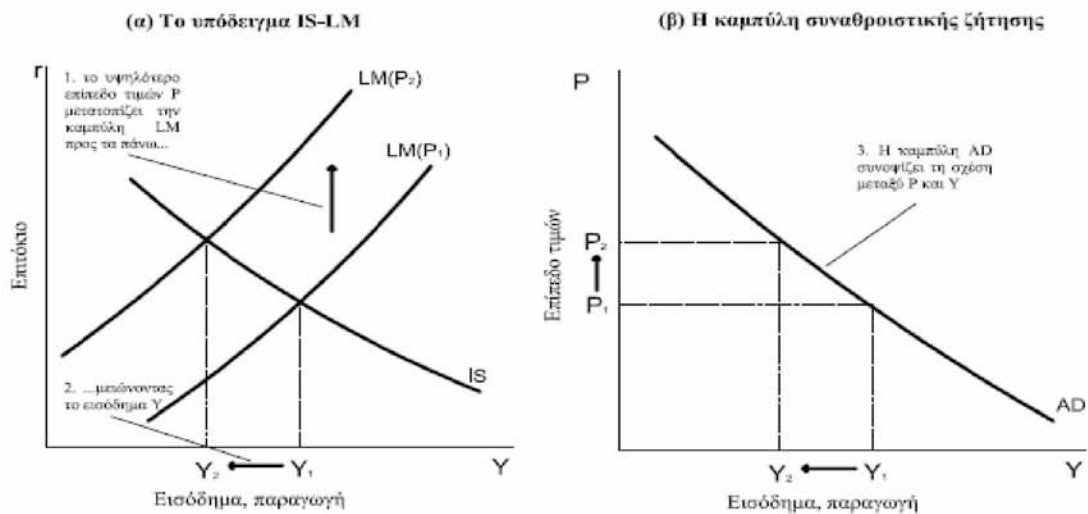 (α) Το υπόδειγμα IS-LM
r
1. το υψηλότερο
επίπεδο τιμών P
μετατοπίζει την
καμπύλη LM
προς τα πάνω...
LM(P₂)
LM(P₁)
Επιτόκιο
IS
2. ...μειώνοντας
το εισόδημα Y
Y₂
Y₁
Y
Εισόδημα, παραγωγή
(β) Η καμπύλη συναθροιστικής ζήτησης
P
3. Η καμπύλη AD
συνοψίζει τη σχέση
μεταξύ P και Y
Επίπεδο τιμών
P₂
P₁
AD
Y₂
Y₁
Y
Εισόδημα, παραγωγή